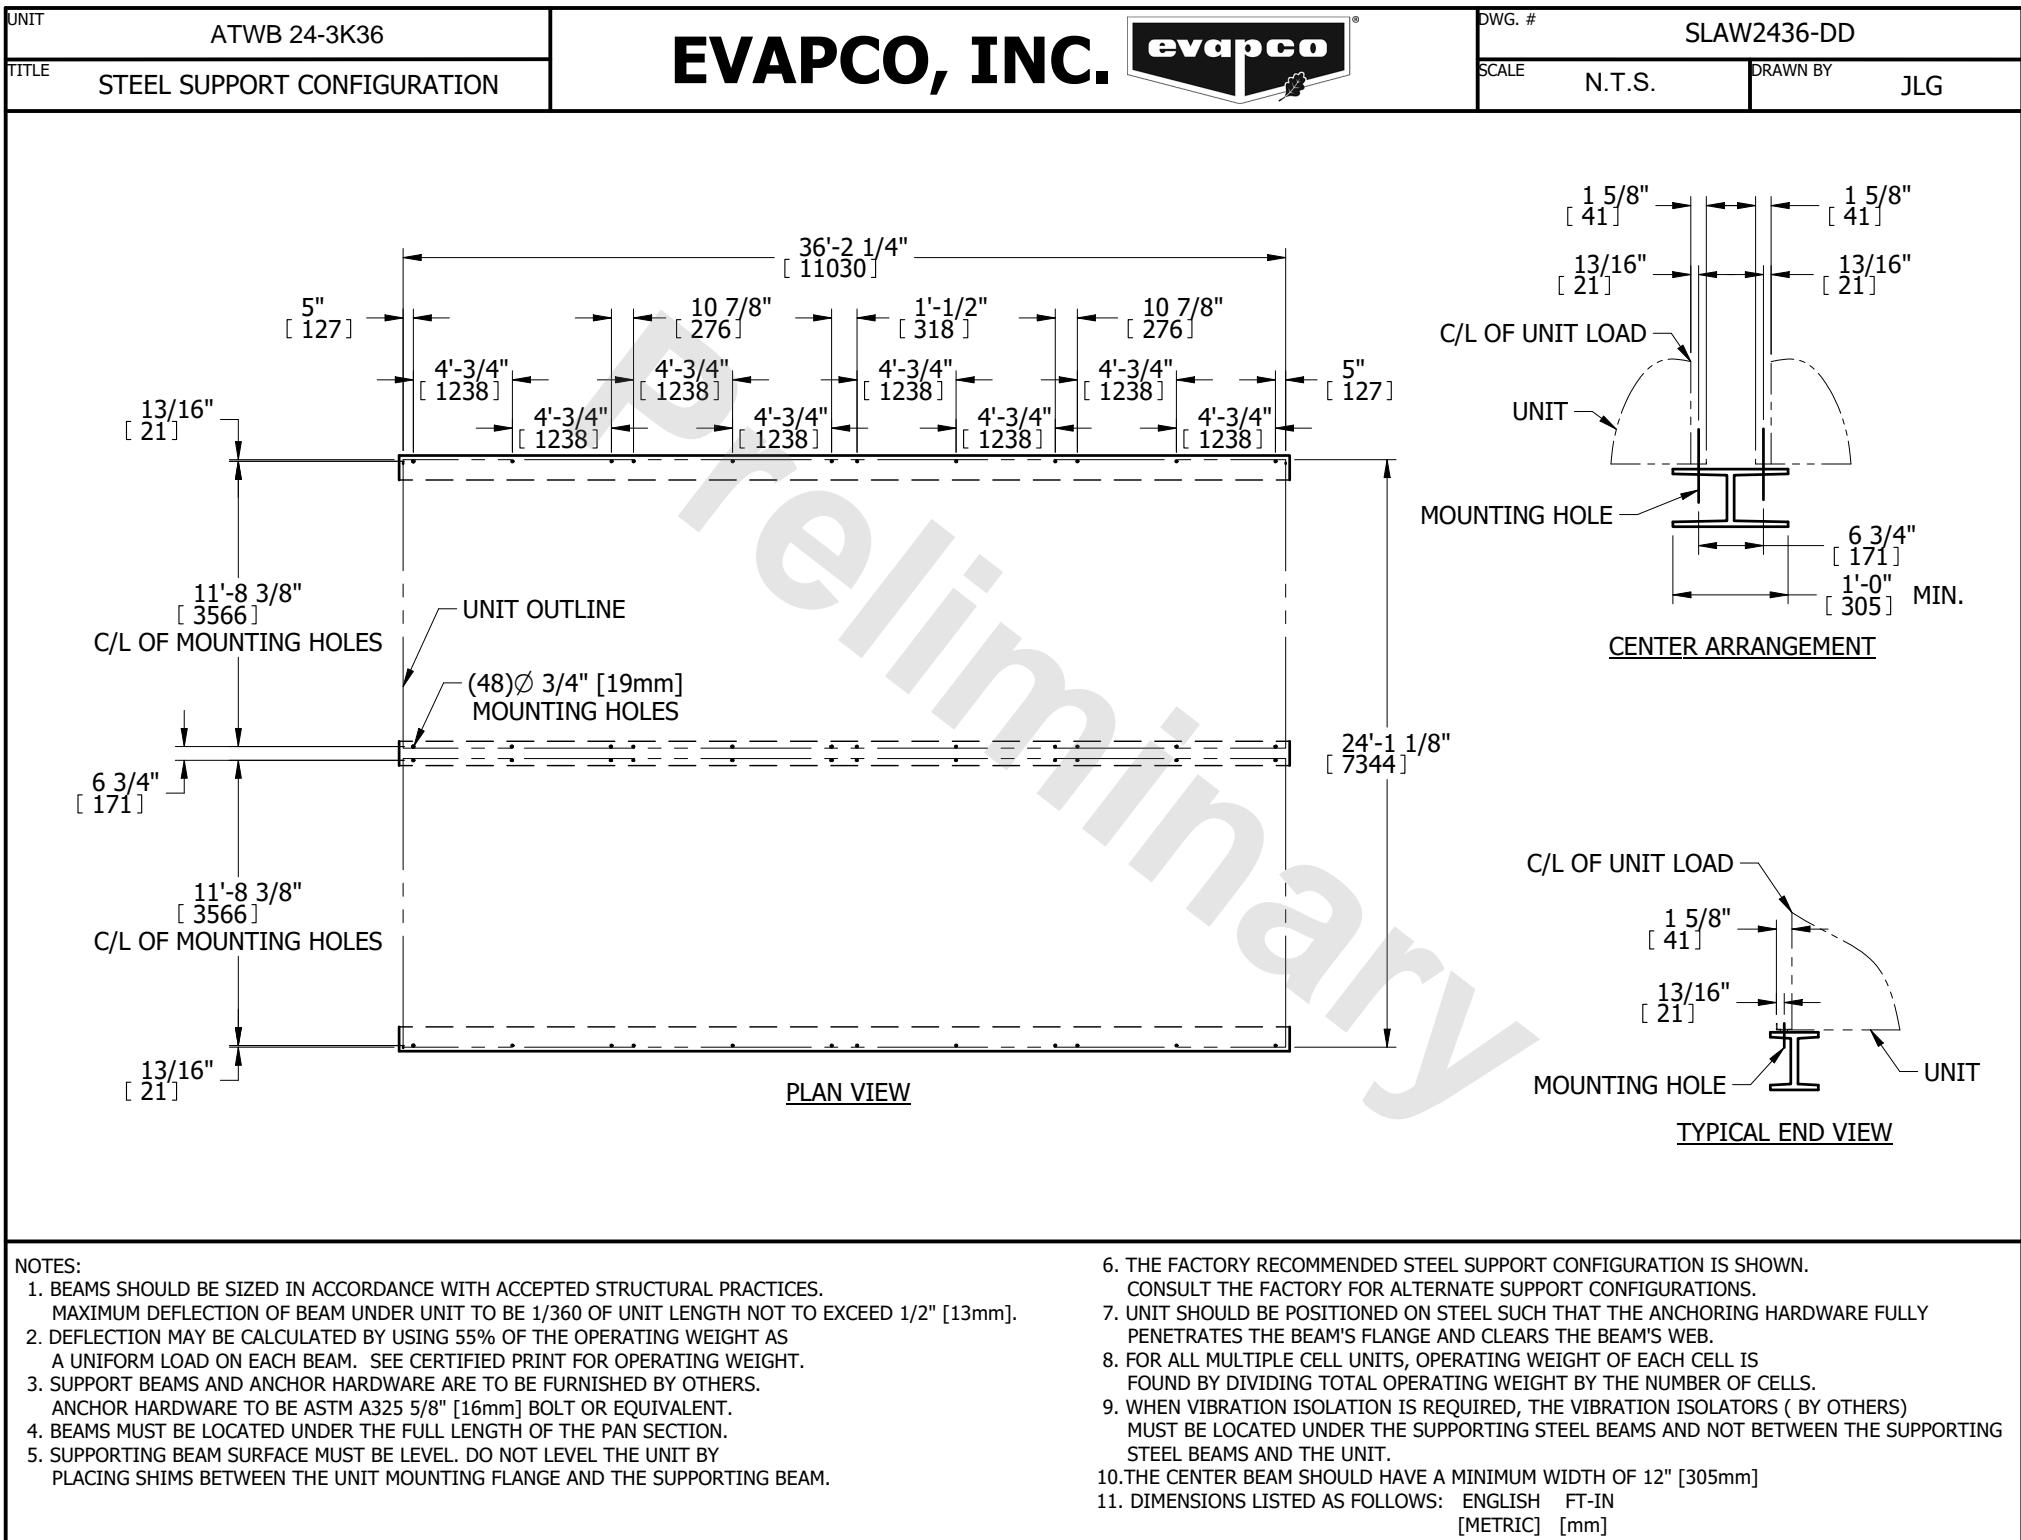 UNIT
ATWB 24-3K36
TITLE
STEEL SUPPORT CONFIGURATION
EVAPCO, INC.
evapco
®
DWG. #
SLAW2436-DD
SCALE
N.T.S.
DRAWN BY
JLG
36'-2 1/4"
[ 11030 ]
5"
[ 127 ]
10 7/8"
[ 276 ]
1'-1/2"
[ 318 ]
10 7/8"
[ 276 ]
4'-3/4"
[ 1238 ]
4'-3/4"
[ 1238 ]
4'-3/4"
[ 1238 ]
4'-3/4"
[ 1238 ]
5"
[ 127 ]
4'-3/4"
[ 1238 ]
4'-3/4"
[ 1238 ]
4'-3/4"
[ 1238 ]
4'-3/4"
[ 1238 ]
13/16"
[ 21 ]
11'-8 3/8"
[ 3566 ]
C/L OF MOUNTING HOLES
UNIT OUTLINE
(48)Ø 3/4" [19mm]
MOUNTING HOLES
6 3/4"
[ 171 ]
24'-1 1/8"
[ 7344 ]
11'-8 3/8"
[ 3566 ]
C/L OF MOUNTING HOLES
13/16"
[ 21 ]
PLAN VIEW
Preliminary
1 5/8"
[ 41 ]
1 5/8"
[ 41 ]
13/16"
[ 21 ]
13/16"
[ 21 ]
C/L OF UNIT LOAD
UNIT
MOUNTING HOLE
6 3/4"
[ 171 ]
1'-0"
[ 305 ]
MIN.
CENTER ARRANGEMENT
C/L OF UNIT LOAD
1 5/8"
[ 41 ]
13/16"
[ 21 ]
MOUNTING HOLE
UNIT
TYPICAL END VIEW
NOTES:
1. BEAMS SHOULD BE SIZED IN ACCORDANCE WITH ACCEPTED STRUCTURAL PRACTICES.
MAXIMUM DEFLECTION OF BEAM UNDER UNIT TO BE 1/360 OF UNIT LENGTH NOT TO EXCEED 1/2" [13mm].
2. DEFLECTION MAY BE CALCULATED BY USING 55% OF THE OPERATING WEIGHT AS
A UNIFORM LOAD ON EACH BEAM. SEE CERTIFIED PRINT FOR OPERATING WEIGHT.
3. SUPPORT BEAMS AND ANCHOR HARDWARE ARE TO BE FURNISHED BY OTHERS.
ANCHOR HARDWARE TO BE ASTM A325 5/8" [16mm] BOLT OR EQUIVALENT.
4. BEAMS MUST BE LOCATED UNDER THE FULL LENGTH OF THE PAN SECTION.
5. SUPPORTING BEAM SURFACE MUST BE LEVEL. DO NOT LEVEL THE UNIT BY
PLACING SHIMS BETWEEN THE UNIT MOUNTING FLANGE AND THE SUPPORTING BEAM.
6. THE FACTORY RECOMMENDED STEEL SUPPORT CONFIGURATION IS SHOWN.
CONSULT THE FACTORY FOR ALTERNATE SUPPORT CONFIGURATIONS.
7. UNIT SHOULD BE POSITIONED ON STEEL SUCH THAT THE ANCHORING HARDWARE FULLY
PENETRATES THE BEAM'S FLANGE AND CLEARS THE BEAM'S WEB.
8. FOR ALL MULTIPLE CELL UNITS, OPERATING WEIGHT OF EACH CELL IS
FOUND BY DIVIDING TOTAL OPERATING WEIGHT BY THE NUMBER OF CELLS.
9. WHEN VIBRATION ISOLATION IS REQUIRED, THE VIBRATION ISOLATORS ( BY OTHERS)
MUST BE LOCATED UNDER THE SUPPORTING STEEL BEAMS AND NOT BETWEEN THE SUPPORTING
STEEL BEAMS AND THE UNIT.
10.THE CENTER BEAM SHOULD HAVE A MINIMUM WIDTH OF 12" [305mm]
11. DIMENSIONS LISTED AS FOLLOWS: ENGLISH FT-IN
[METRIC] [mm]